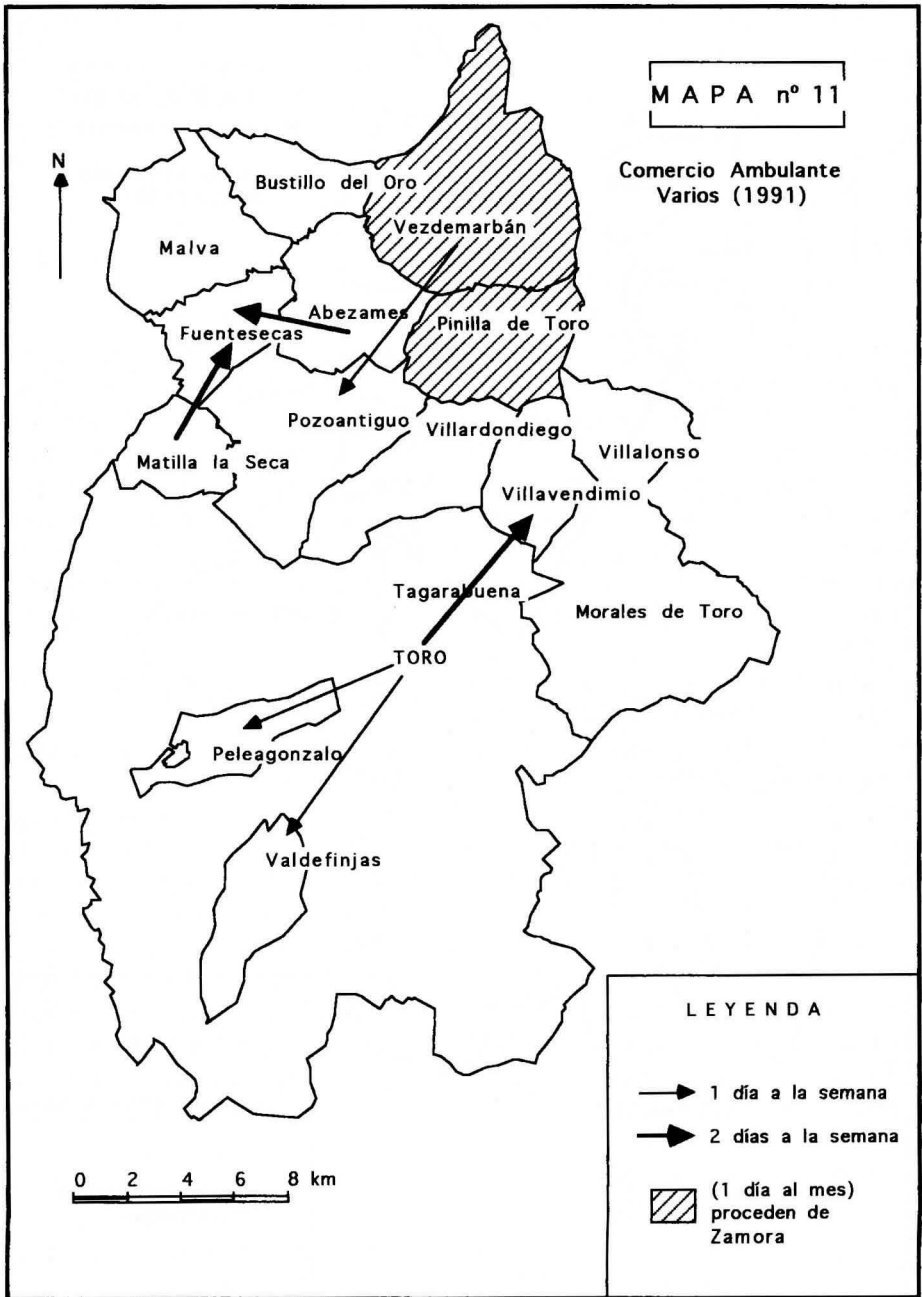 MAPA nº 11
Comercio Ambulante
Varios (1991)
N
Bustillo del Oro
Vezdemarbán
Malva
Abezames
Pinilla de Toro
Fuentesecas
Pozoantiguo
Villardondiego
Villalonso
Matilla la Seca
Villavendimio
Tagarabuena
Morales de Toro
TORO
Peleagonzalo
Valdefinjas
LEYENDA
1 día a la semana
2 días a la semana
(1 día al mes)
proceden de
Zamora
0 2 4 6 8 km